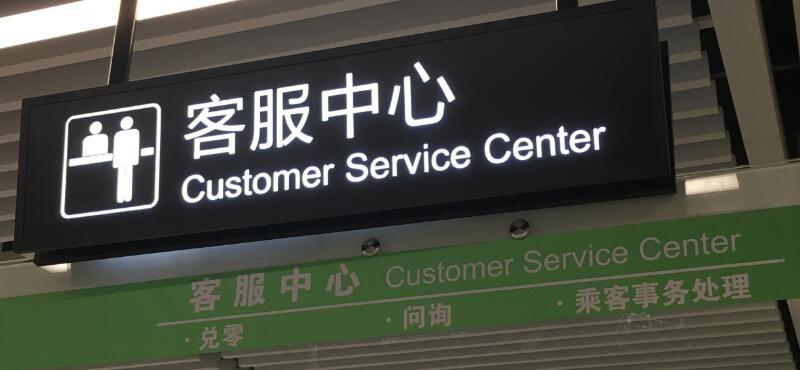 客服中心
Customer Service Center
客服中心 Customer Service Center
·兑零 ·问询 ·乘客事务处理